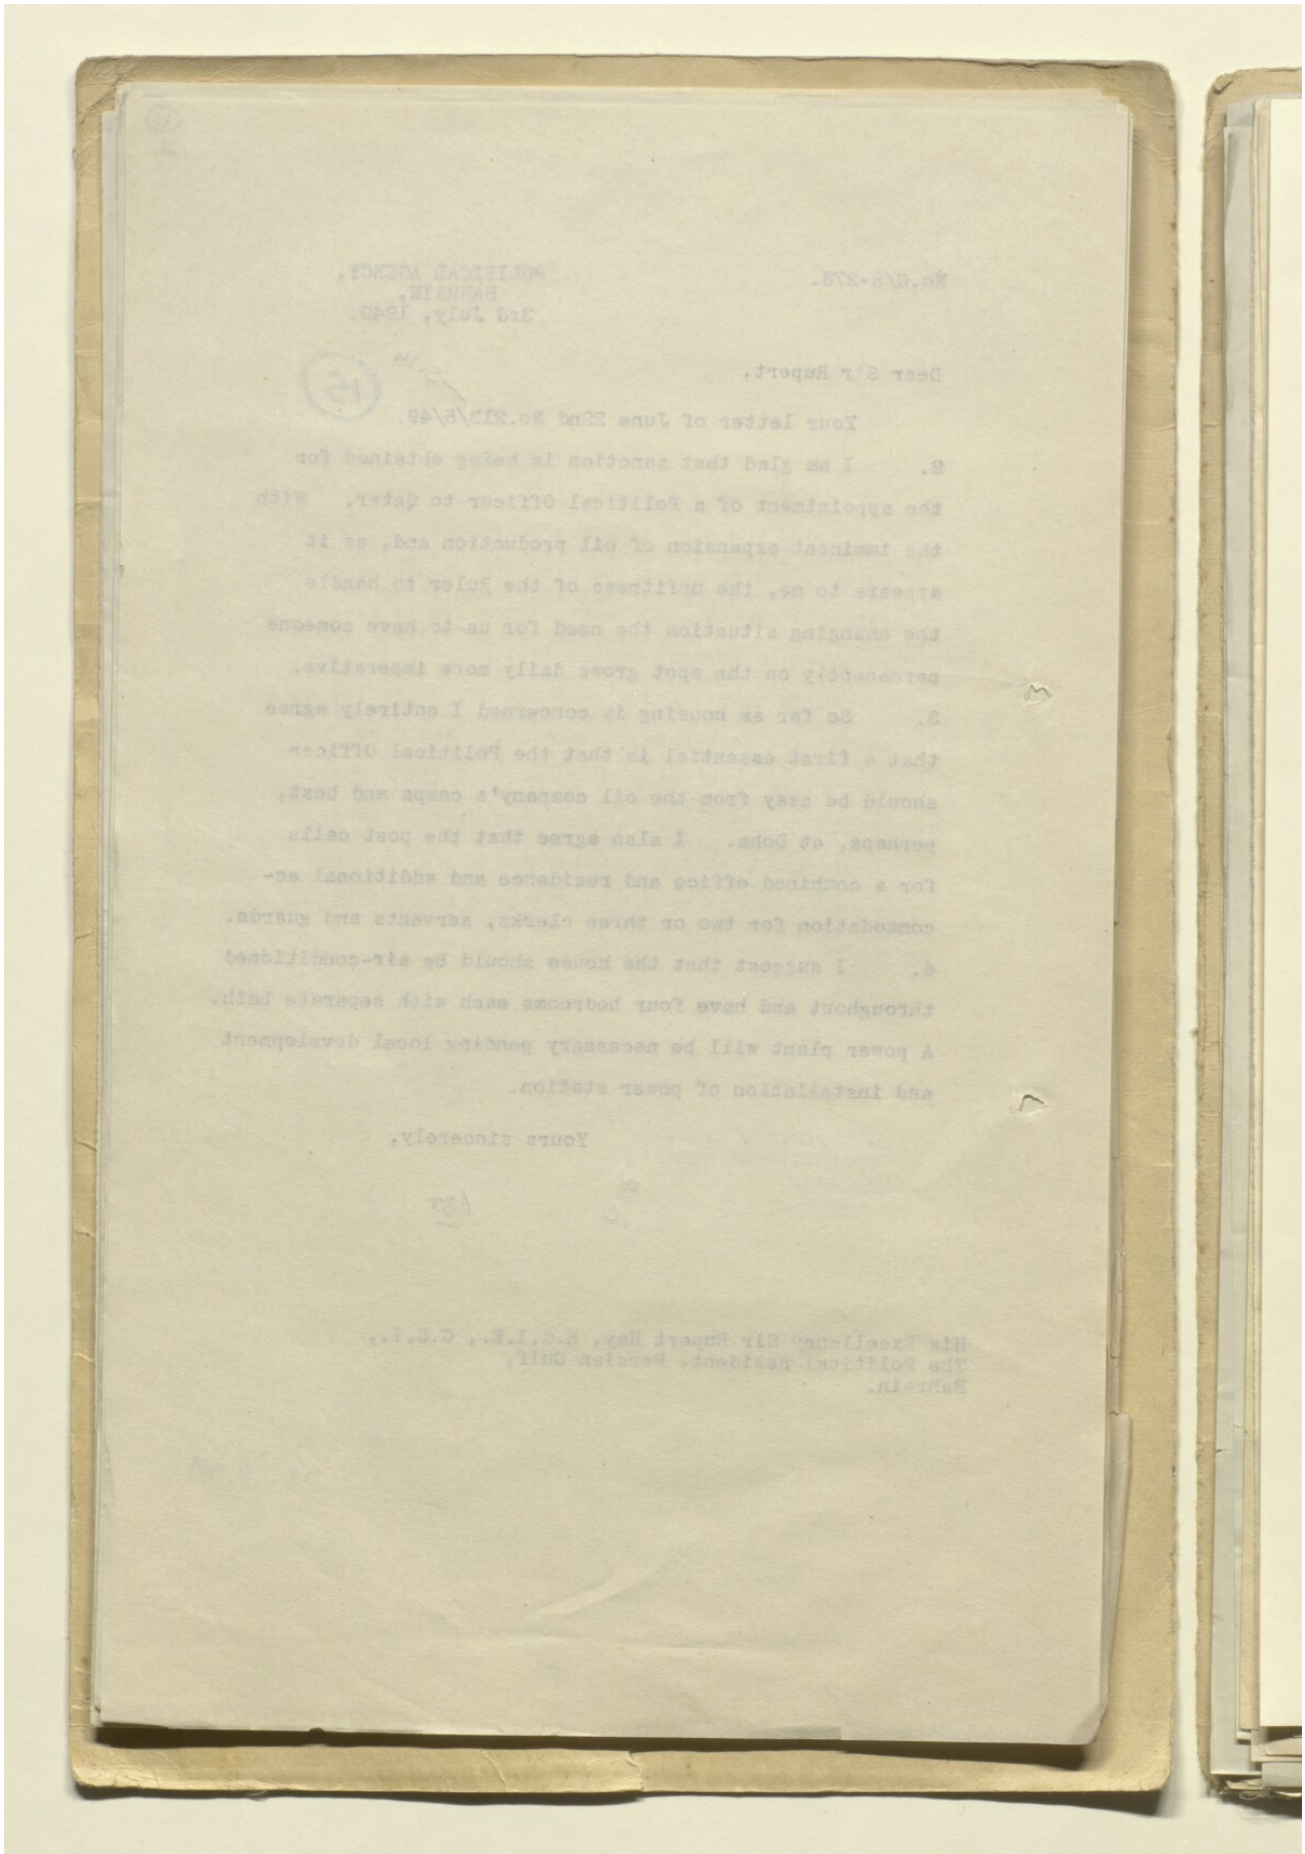 No.C/R-278.
POLITICAL AGENCY,
BAHRAIN.
3rd July, 1949.
Dear Sir Rupert,
15
Your letter of June 22nd No.213/5/49.
2. I am glad that sanction is being obtained for
the appointment of a Political Officer to Qatar. With
the imminent expansion of oil production and, as it
appears to me, the unfitness of the Ruler to handle
the changing situation the need for us to have someone
permanently on the spot grows daily more imperative.
3. So far as housing is concerned I entirely agree
that a first essential is that the Political Officer
should be away from the oil company's camps and best,
perhaps, at Doha. I also agree that the post calls
for a combined office and residence and additional ac-
commodation for two or three clerks, servants and guards.
4. I suggest that the house should be air-conditioned
throughout and have four bedrooms each with separate bath.
A power plant will be necessary pending local development
and installation of power station.
Yours sincerely,
His Excellency Sir Rupert Hay, K.C.I.E., C.S.I.,
The Political Resident, Persian Gulf,
Bahrain.